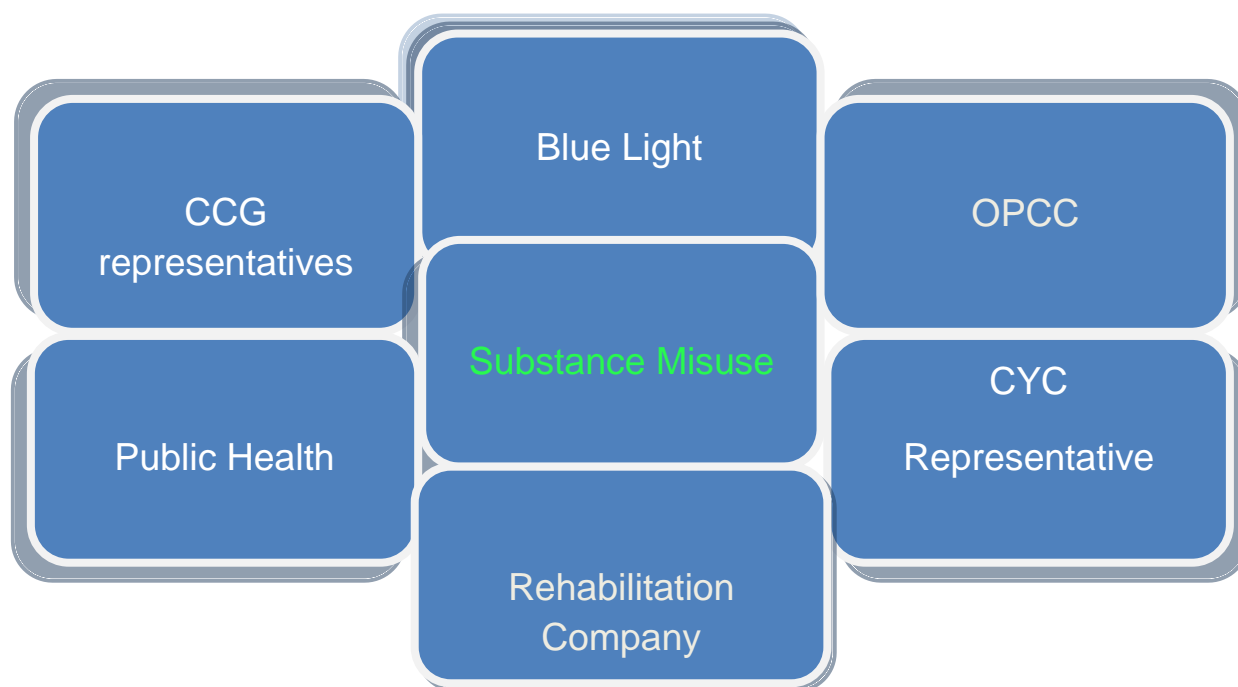 Blue Light
CCG
representatives
OPCC
Substance Misuse
CYC
Representative
Public Health
Rehabilitation
Company